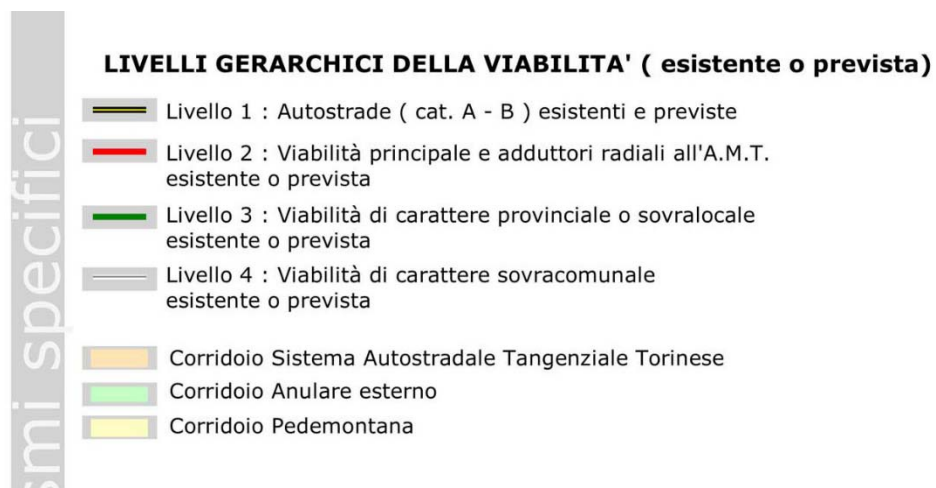 LIVELLI GERARCHICI DELLA VIABILITA' ( esistente o prevista)
Livello 1 : Autostrade ( cat. A - B ) esistenti e previste
Livello 2 : Viabilità principale e adduttori radiali all'A.M.T.
esistente o prevista
Livello 3 : Viabilità di carattere provinciale o sovralocale
esistente o prevista
Livello 4 : Viabilità di carattere sovracomunale
esistente o prevista
Corridoio Sistema Autostradale Tangenziale Torinese
Corridoio Anulare esterno
Corridoio Pedemontana
smi specifici